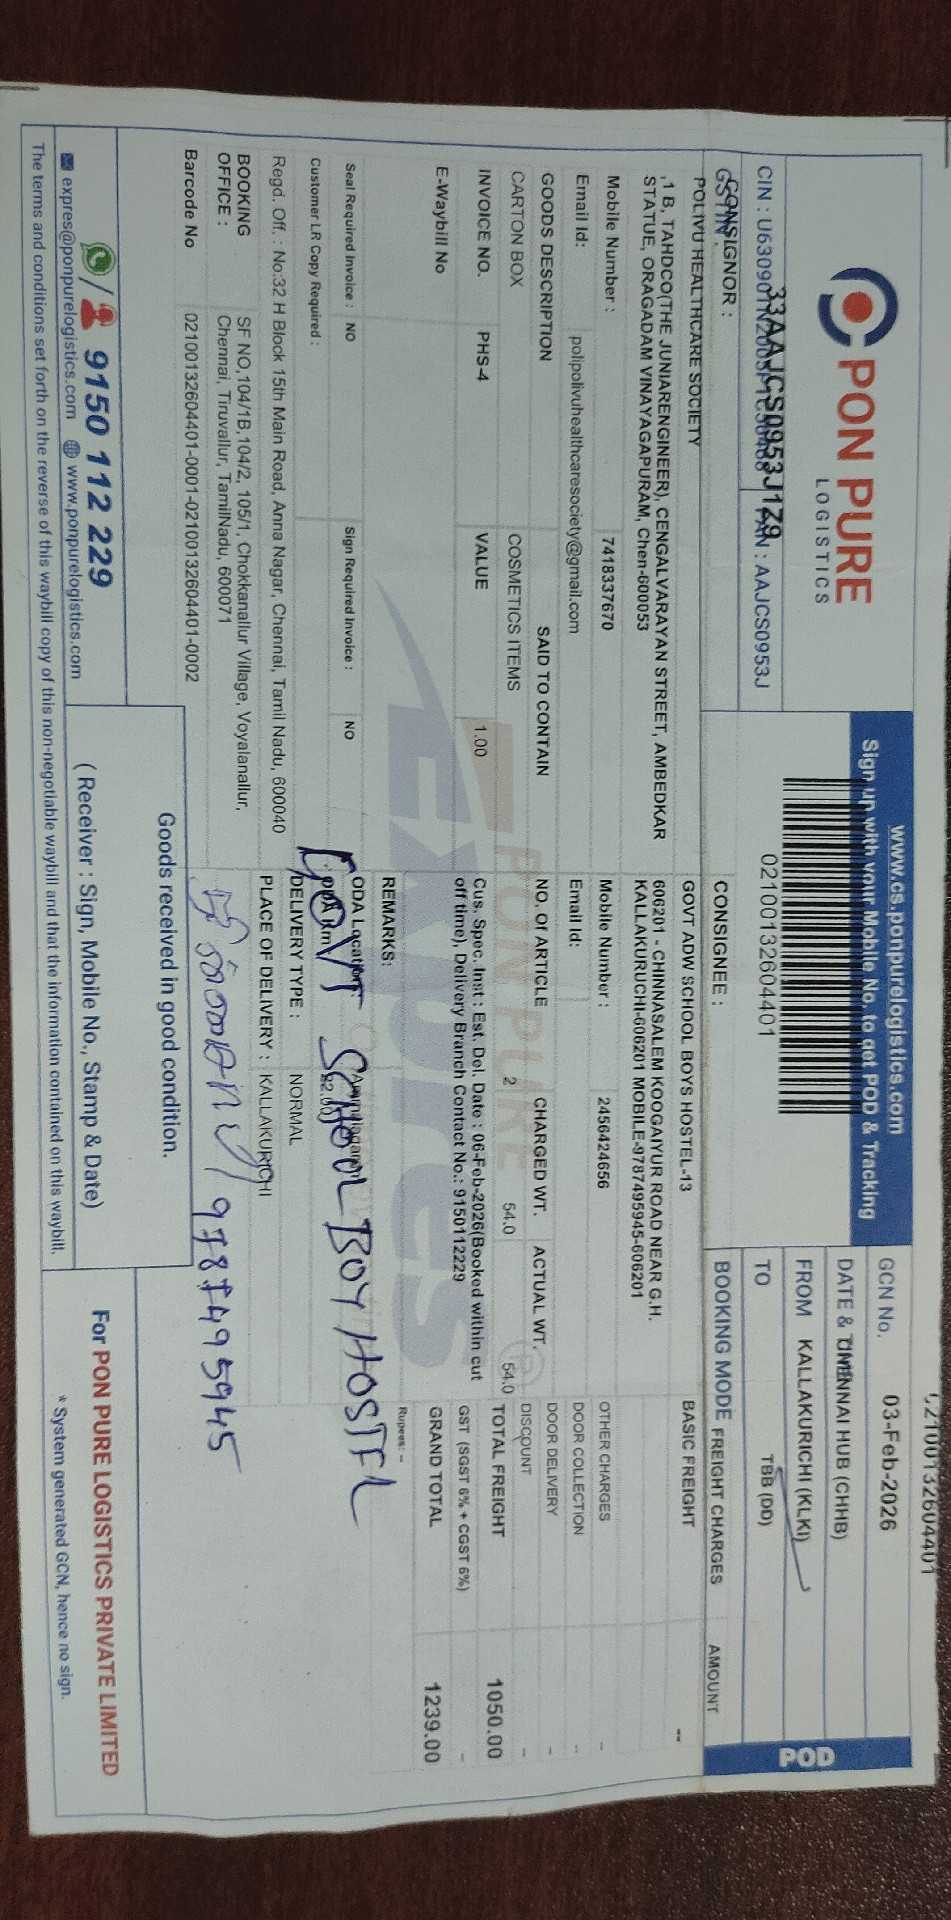 PON PURE
LOGISTICS
CIN : U63090TN2005PTC56468 PAN : AAJCS0953J
33AAJCS0953J1Z9
GSTIN :
www.cs.ponpurelogistics.com
Sign up with your Mobile No. to get POD & Tracking
02100132604401
02100132604401
GCN No. 03-Feb-2026
DATE & TIME CHENNAI HUB (CHHB)
FROM KALLAKURICHI (KLKI)
TO TBB (DD)
POD
CONSIGNOR :
POLIVU HEALTHCARE SOCIETY
,1 B, TAHDCO(THE JUNIARENGINEER), CENGALVARAYAN STREET, AMBEDKAR
STATUE, ORAGADAM VINAYAGAPURAM, Chen-600053
Mobile Number : 7418337670
Email Id: polipolivuhealthcaresociety@gmail.com
CONSIGNEE :
GOVT ADW SCHOOL BOYS HOSTEL-13
606201 - CHINNASALEM KOOGAIYUR ROAD NEAR G.H.
KALLAKURUCHI-606201 MOBILE-9787495945-606201
Mobile Number : 2456424656
Email Id:
BOOKING MODE FREIGHT CHARGES AMOUNT
BASIC FREIGHT --
OTHER CHARGES -
DOOR COLLECTION --
DOOR DELIVERY -
DISCOUNT -
TOTAL FREIGHT 1050.00
GST (SGST 6% + CGST 6%) -
GRAND TOTAL 1239.00
Rupees: --
GOODS DESCRIPTION SAID TO CONTAIN NO. OF ARTICLE CHARGED WT. ACTUAL WT.
CARTON BOX COSMETICS ITEMS 2 54.0 54.0
INVOICE NO. PHS-4 VALUE 1.00
Cus. Spec. Inst : Est. Del. Date : 06-Feb-2026(Booked within cut
off time), Delivery Branch Contact No.: 9150112229
E-Waybill No
PON PURE
EXPRES
REMARKS:
Seal Required Invoice : NO Sign Required Invoice : NO
ODA Location:
Customer LR Copy Required :
ODA Km
GOVT SCHOOL BOY HOSTEL
DELIVERY TYPE : NORMAL
PLACE OF DELIVERY : KALLAKURICHI
Regd. Off. : No:32 H Block 15th Main Road, Anna Nagar, Chennai, Tamil Nadu, 600040
BOOKING OFFICE : SF NO,104/1B,104/2, 105/1, Chokkanallur Village, Voyalanallur,
Chennai, Tiruvallur, TamilNadu, 600071
Barcode No 02100132604401-0001-02100132604401-0002
9787495945
Goods received in good condition.
( Receiver : Sign, Mobile No., Stamp & Date)
9150 112 229
expres@ponpurelogistics.com www.ponpurelogistics.com
For PON PURE LOGISTICS PRIVATE LIMITED
* System generated GCN, hence no sign.
The terms and conditions set forth on the reverse of this waybill copy of this non-negotiable waybill and that the information contained on this waybill.